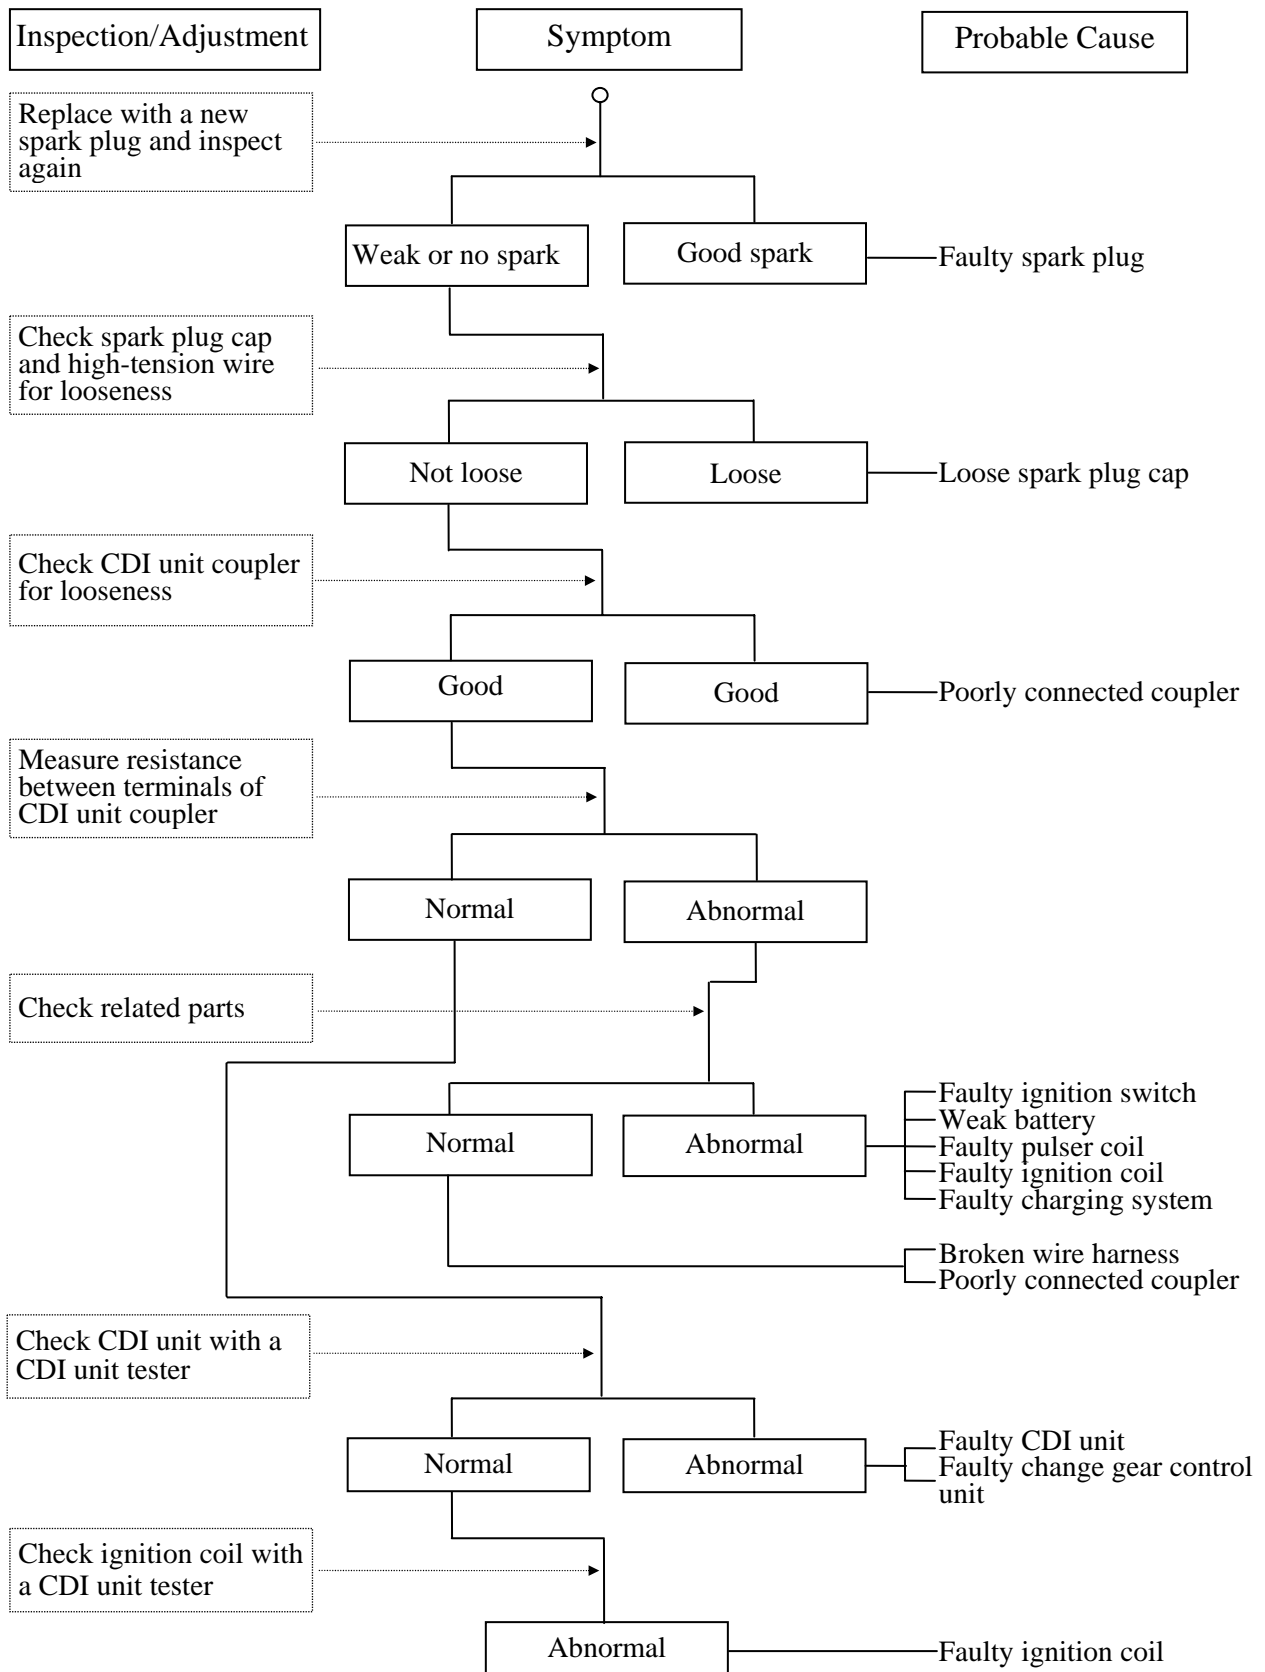 Inspection/Adjustment
Symptom
Probable Cause
Replace with a new
spark plug and inspect
again
Weak or no spark
Good spark
Faulty spark plug
Check spark plug cap
and high-tension wire
for looseness
Not loose
Loose
Loose spark plug cap
Check CDI unit coupler
for looseness
Good
Good
Poorly connected coupler
Measure resistance
between terminals of
CDI unit coupler
Normal
Abnormal
Check related parts
Normal
Abnormal
Faulty ignition switch
Weak battery
Faulty pulser coil
Faulty ignition coil
Faulty charging system
Broken wire harness
Poorly connected coupler
Check CDI unit with a
CDI unit tester
Normal
Abnormal
Faulty CDI unit
Faulty change gear control
unit
Check ignition coil with
a CDI unit tester
Abnormal
Faulty ignition coil